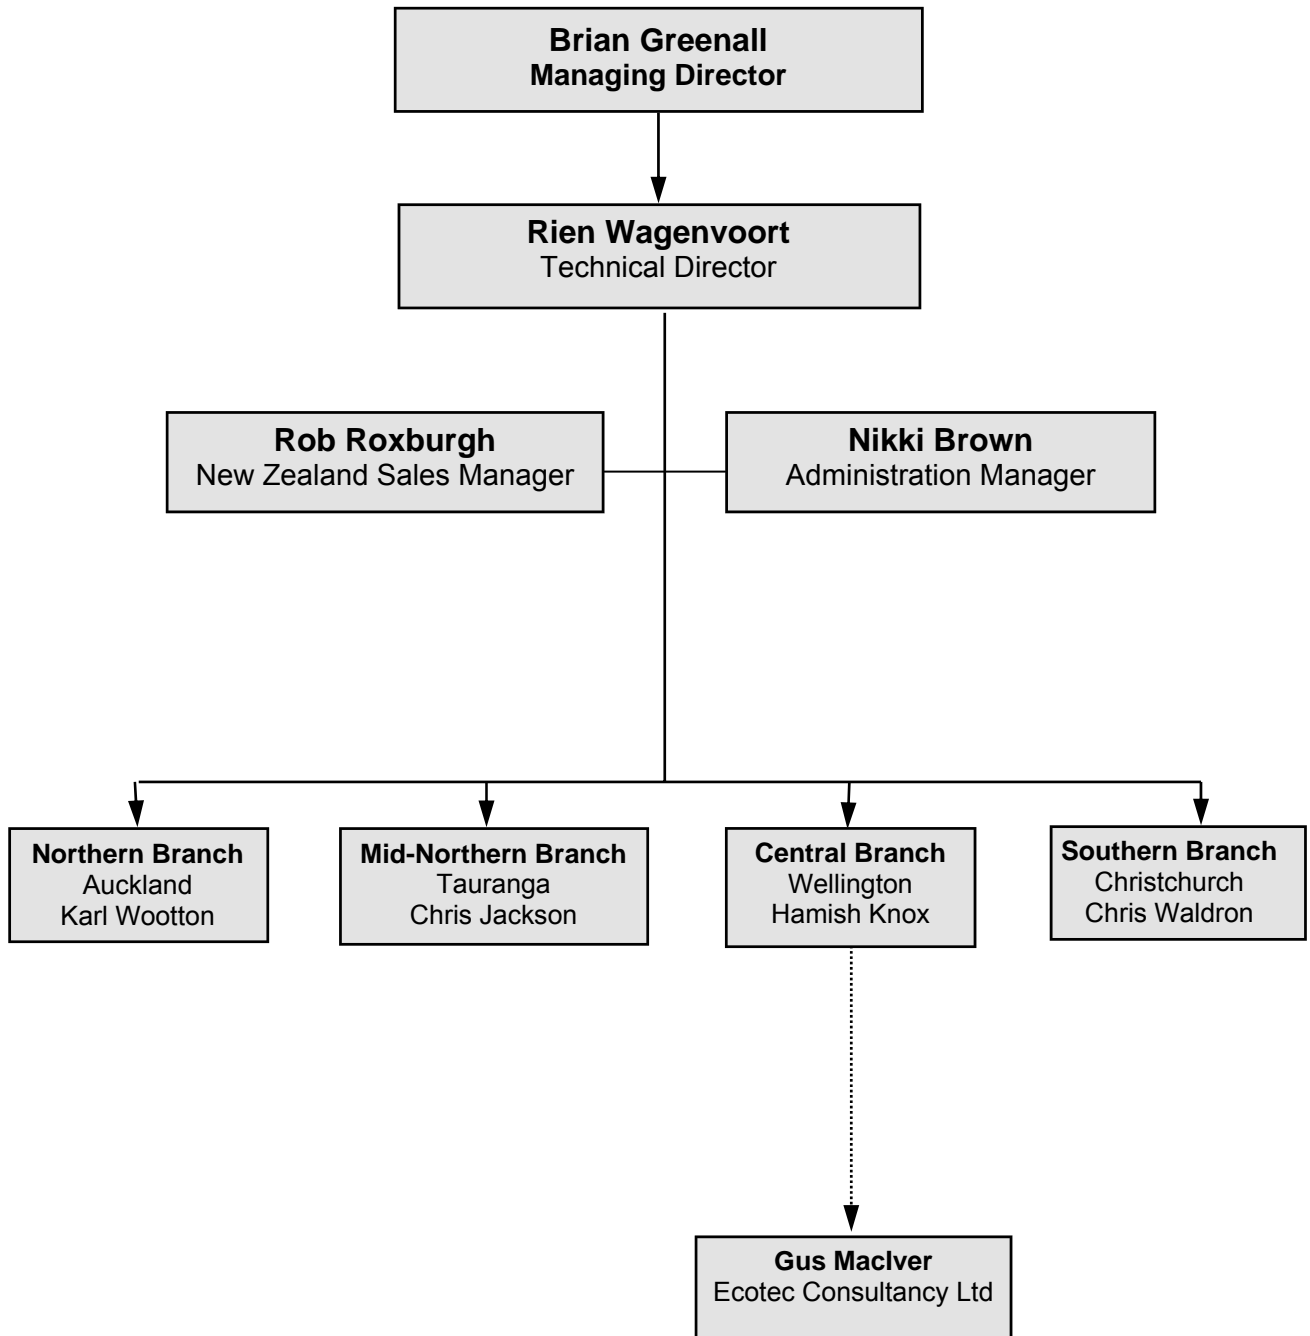 Brian Greenall
Managing Director
Rien Wagenvoort
Technical Director
Rob Roxburgh
New Zealand Sales Manager
Nikki Brown
Administration Manager
Northern Branch
Auckland
Karl Wootton
Mid-Northern Branch
Tauranga
Chris Jackson
Central Branch
Wellington
Hamish Knox
Southern Branch
Christchurch
Chris Waldron
Gus MacIver
Ecotec Consultancy Ltd